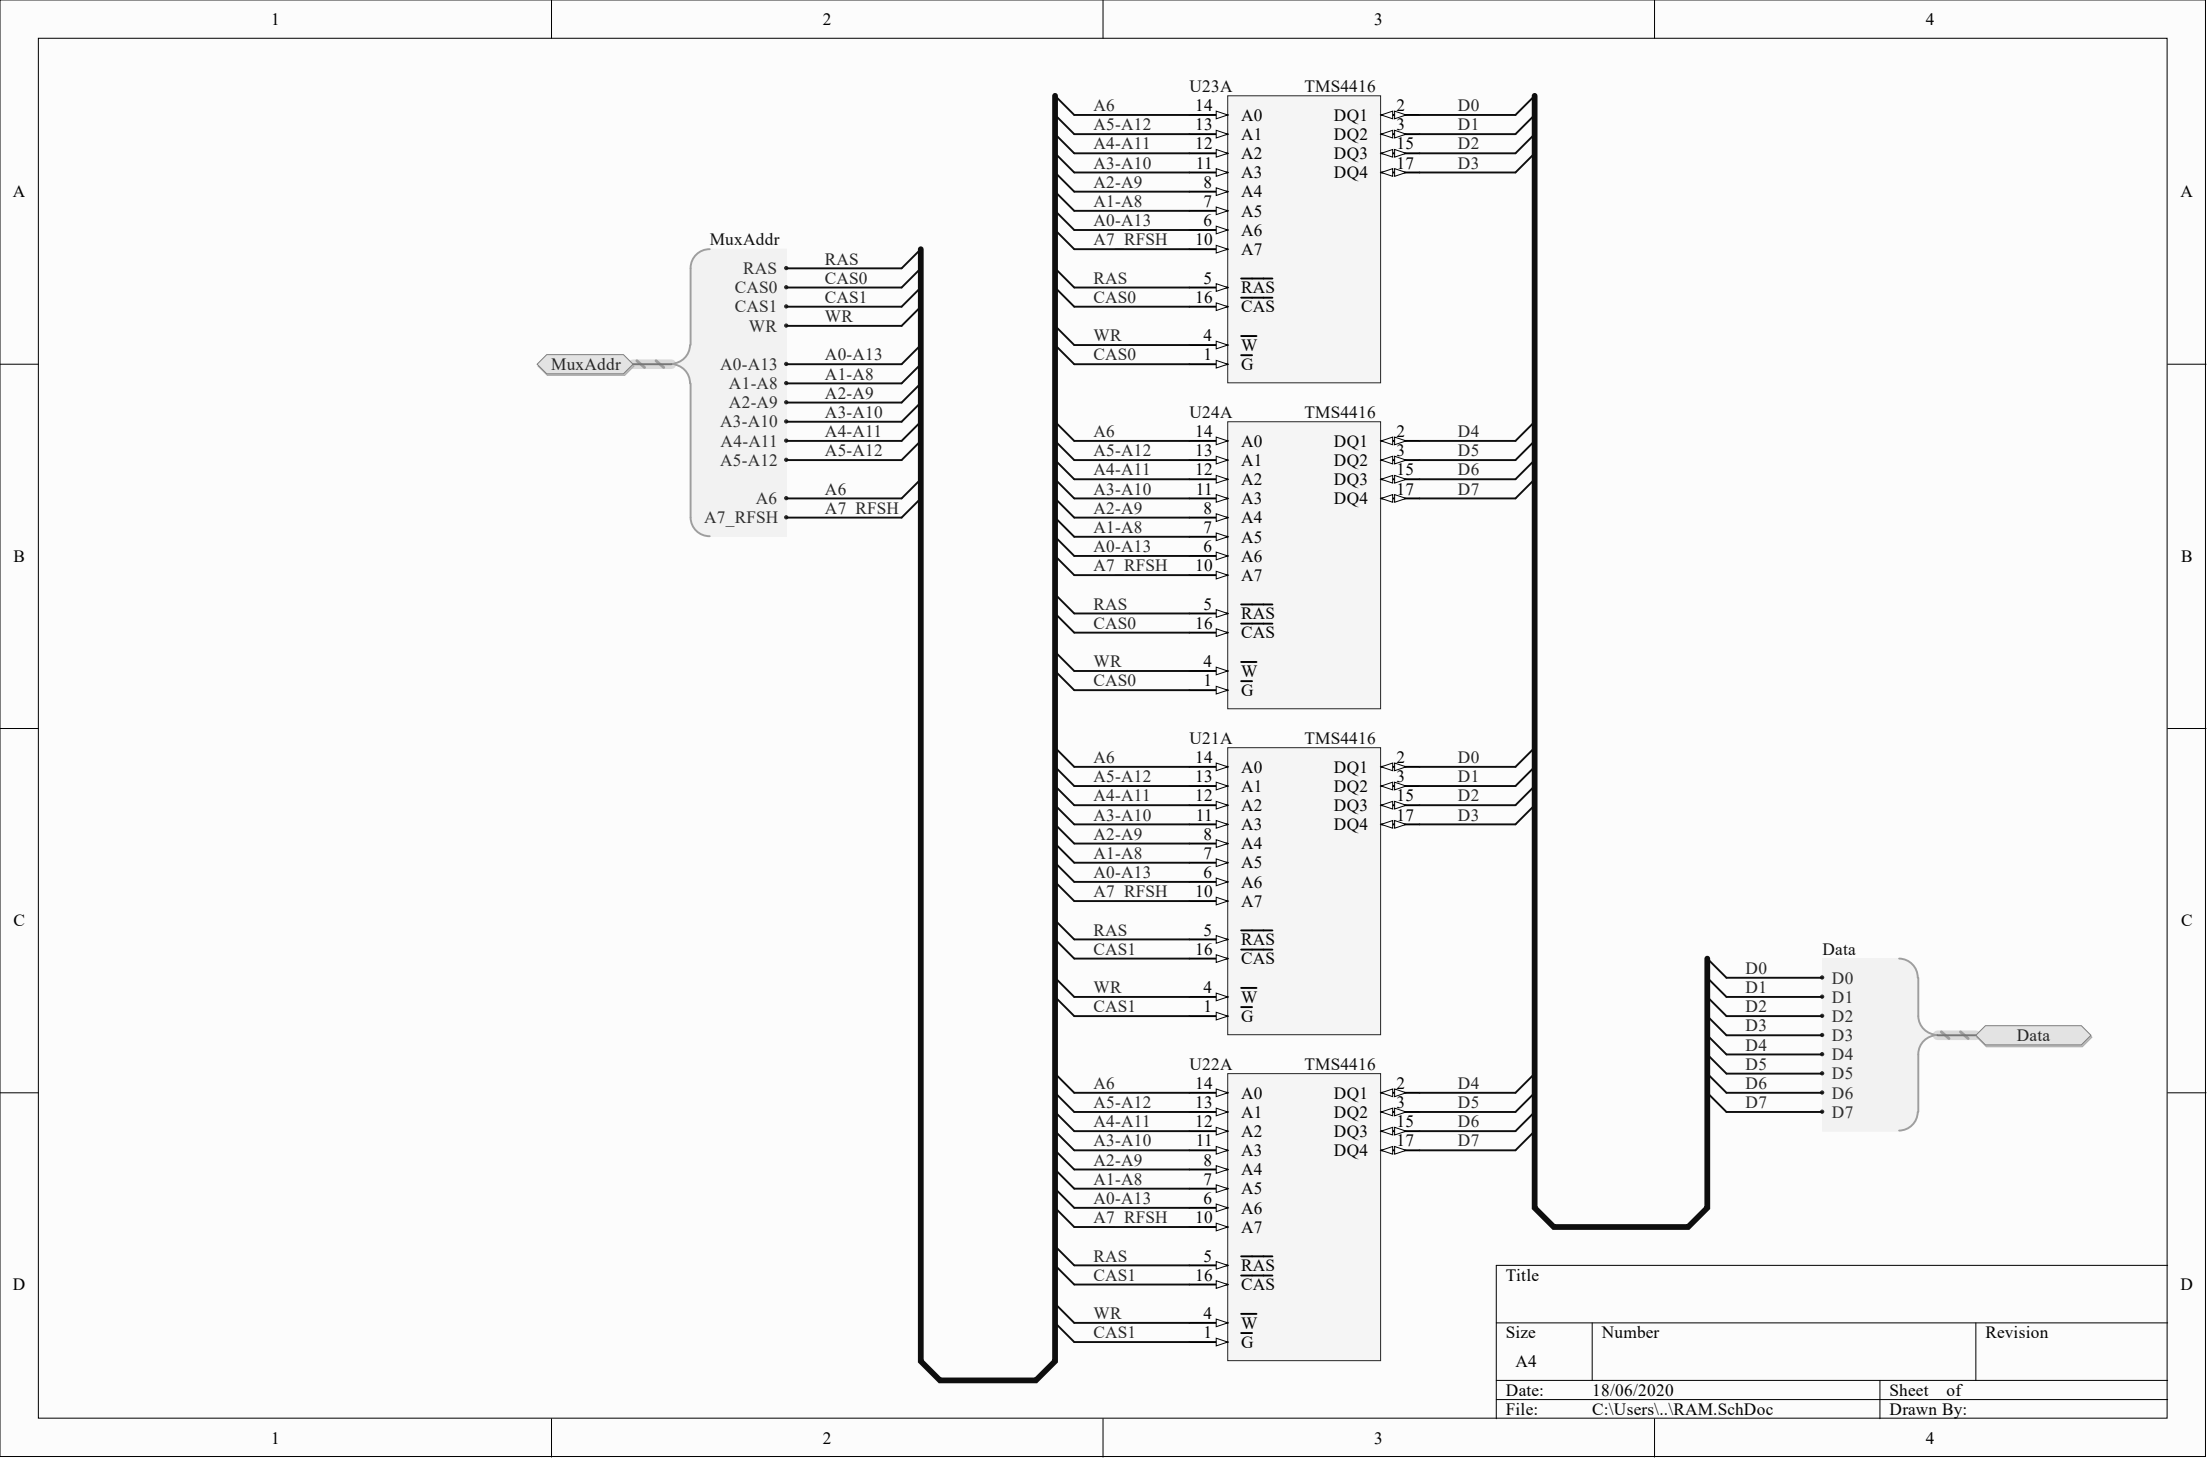 1 2 3 4
A
B
C
D
MuxAddr
MuxAddr
RAS RAS
CAS0 CAS0
CAS1 CAS1
WR WR
A0-A13 A0-A13
A1-A8 A1-A8
A2-A9 A2-A9
A3-A10 A3-A10
A4-A11 A4-A11
A5-A12 A5-A12
A6 A6
A7_RFSH A7_RFSH
U23A TMS4416
A6 14 A0 DQ1 2 D0
A5-A12 13 A1 DQ2 3 D1
A4-A11 12 A2 DQ3 15 D2
A3-A10 11 A3 DQ4 17 D3
A2-A9 8 A4
A1-A8 7 A5
A0-A13 6 A6
A7_RFSH 10 A7
RAS 5 RAS
CAS0 16 CAS
WR 4 W
CAS0 1 G
U24A TMS4416
A6 14 A0 DQ1 2 D4
A5-A12 13 A1 DQ2 3 D5
A4-A11 12 A2 DQ3 15 D6
A3-A10 11 A3 DQ4 17 D7
A2-A9 8 A4
A1-A8 7 A5
A0-A13 6 A6
A7_RFSH 10 A7
RAS 5 RAS
CAS0 16 CAS
WR 4 W
CAS0 1 G
U21A TMS4416
A6 14 A0 DQ1 2 D0
A5-A12 13 A1 DQ2 3 D1
A4-A11 12 A2 DQ3 15 D2
A3-A10 11 A3 DQ4 17 D3
A2-A9 8 A4
A1-A8 7 A5
A0-A13 6 A6
A7_RFSH 10 A7
RAS 5 RAS
CAS1 16 CAS
WR 4 W
CAS1 1 G
U22A TMS4416
A6 14 A0 DQ1 2 D4
A5-A12 13 A1 DQ2 3 D5
A4-A11 12 A2 DQ3 15 D6
A3-A10 11 A3 DQ4 17 D7
A2-A9 8 A4
A1-A8 7 A5
A0-A13 6 A6
A7_RFSH 10 A7
RAS 5 RAS
CAS1 16 CAS
WR 4 W
CAS1 1 G
Data
D0 D0
D1 D1
D2 D2
D3 D3
D4 D4
D5 D5
D6 D6
D7 D7
Data
A
B
C
D
Title
Size Number Revision
A4
Date: 18/06/2020 Sheet of
File: C:\Users\..\RAM.SchDoc Drawn By:
1 2 3 4